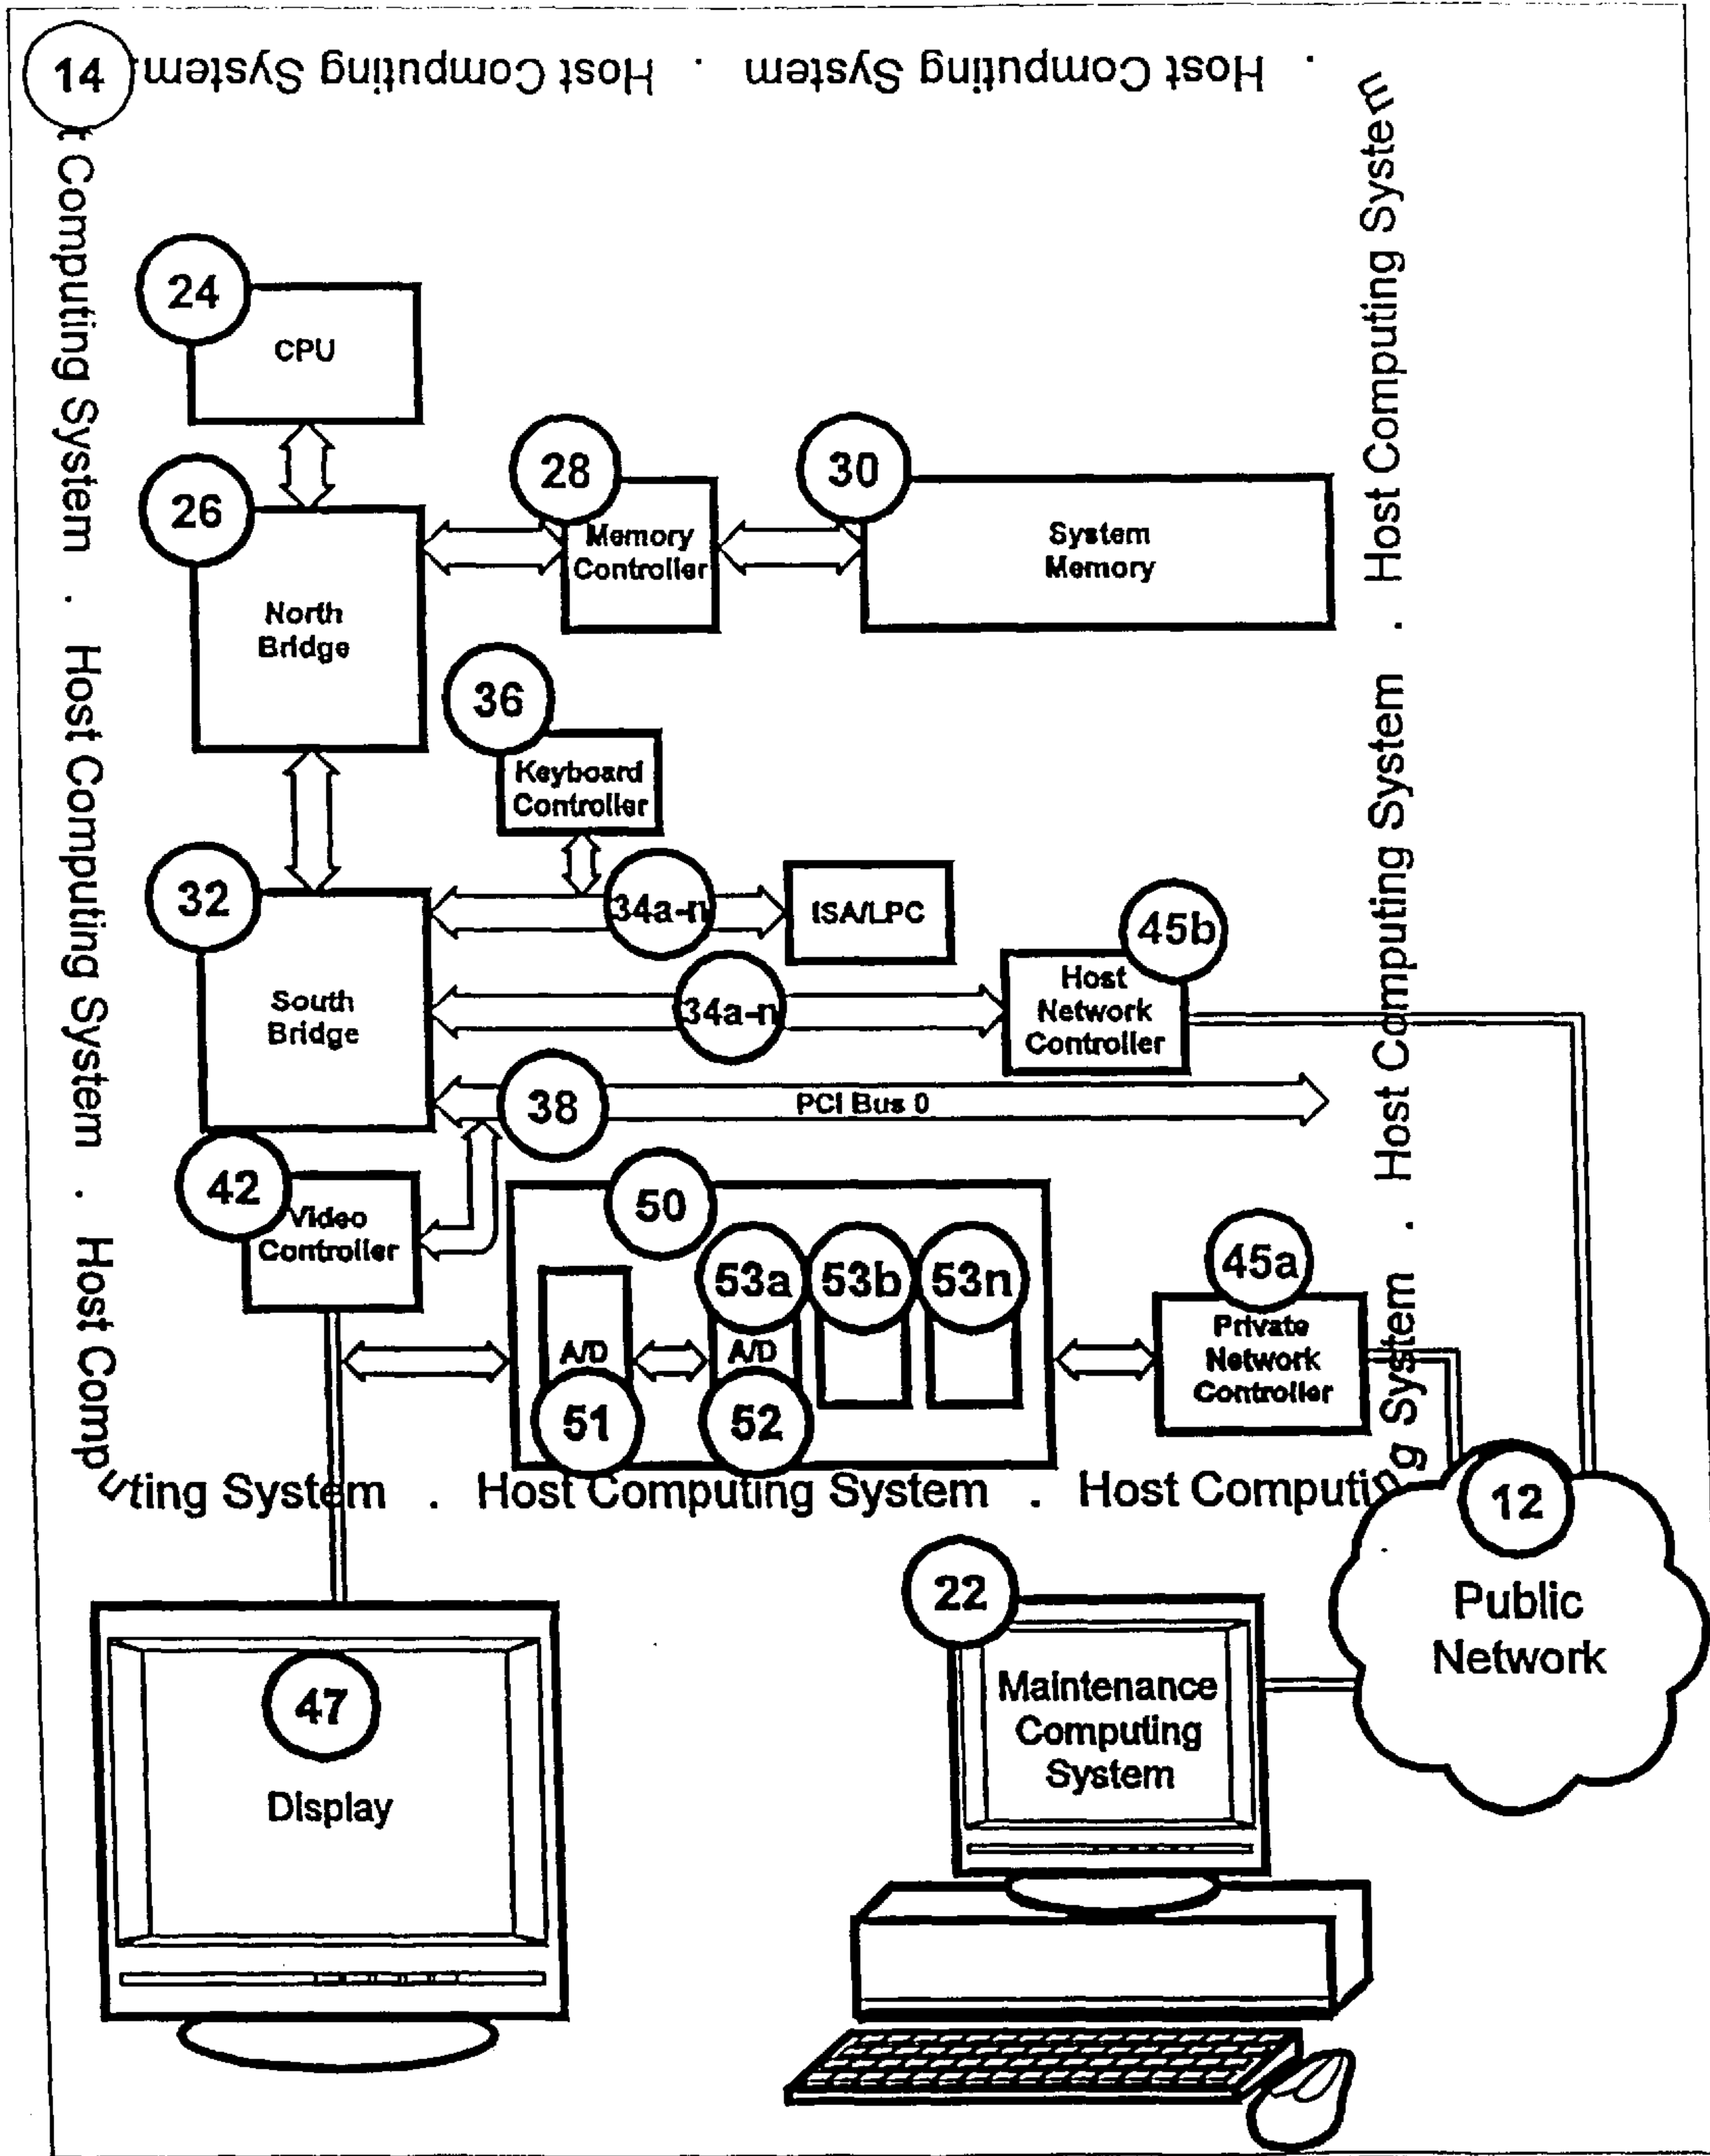 14
Host Computing System . Host Computing System .
t Computing System . Host Computing System . Host Computing System . Host Computing System . Host Computing System . Host Computing System . Host Computing System
24
CPU
26
North
Bridge
28
Memory
Controller
30
System
Memory
36
Keyboard
Controller
32
South
Bridge
34a-n
ISA/LPC
34a-n
45b
Host
Network
Controller
38
PCI Bus 0
42
Video
Controller
50
53a
53b
53n
A/D
51
A/D
52
45a
Private
Network
Controller
12
Public
Network
22
Maintenance
Computing
System
47
Display